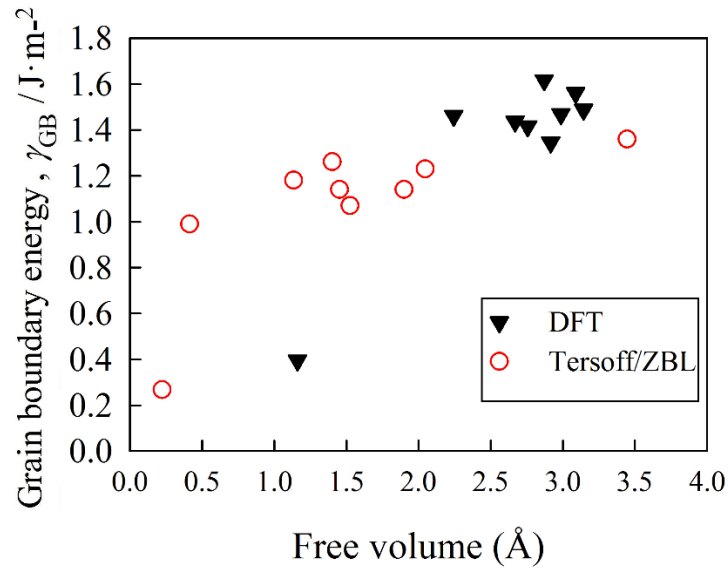 Grain boundary energy , γGB / J·m-2
1.8
1.6
1.4
1.2
1.0
0.8
0.6
0.4
0.2
0.0
DFT
Tersoff/ZBL
0.0 0.5 1.0 1.5 2.0 2.5 3.0 3.5 4.0
Free volume (Å)